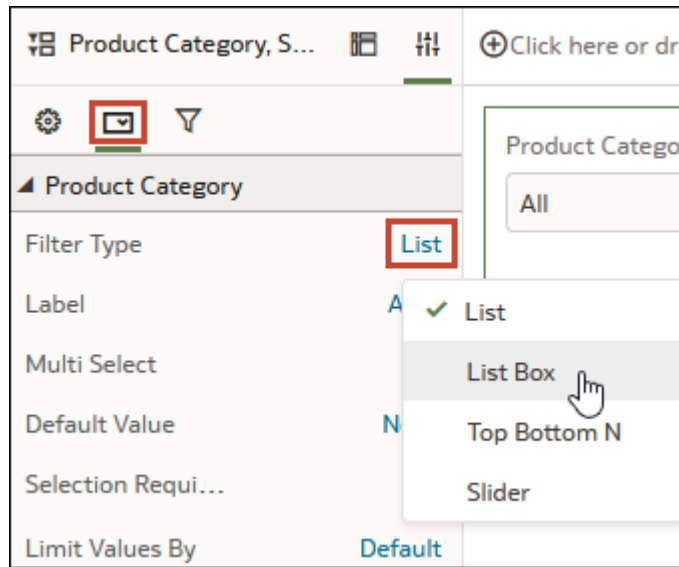 Product Category, S...
Click here or dr
Product Catego
All
Product Category
Filter Type List
Label A
Multi Select
Default Value N
Selection Requi...
Limit Values By Default
List
List Box
Top Bottom N
Slider